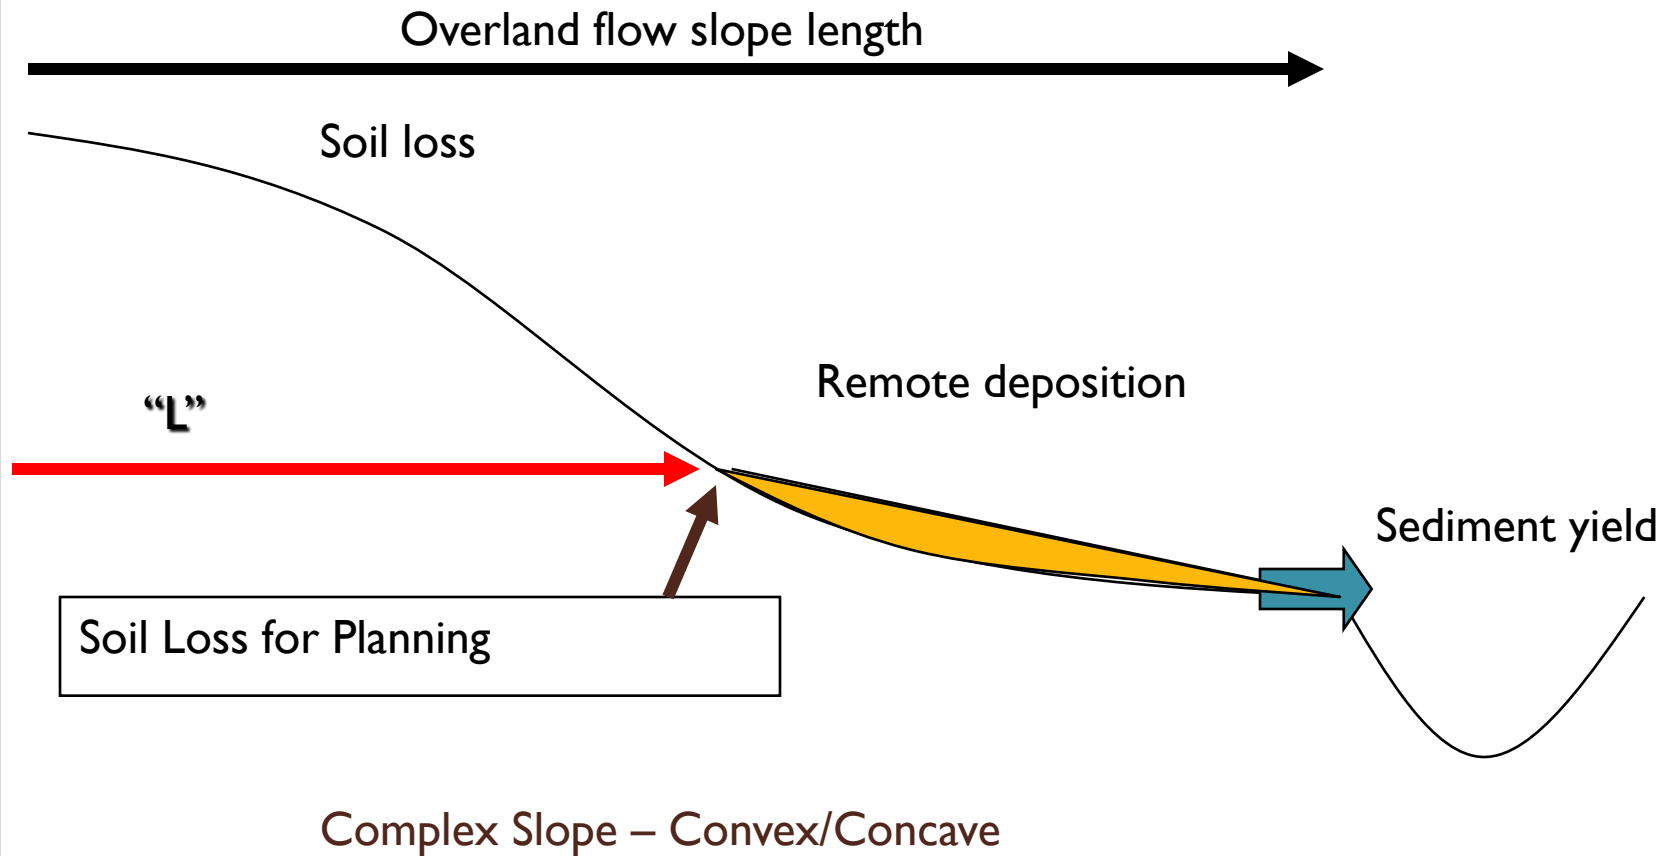 Overland flow slope length
Soil loss
Remote deposition
“L”
Sediment yield
Soil Loss for Planning
Complex Slope – Convex/Concave